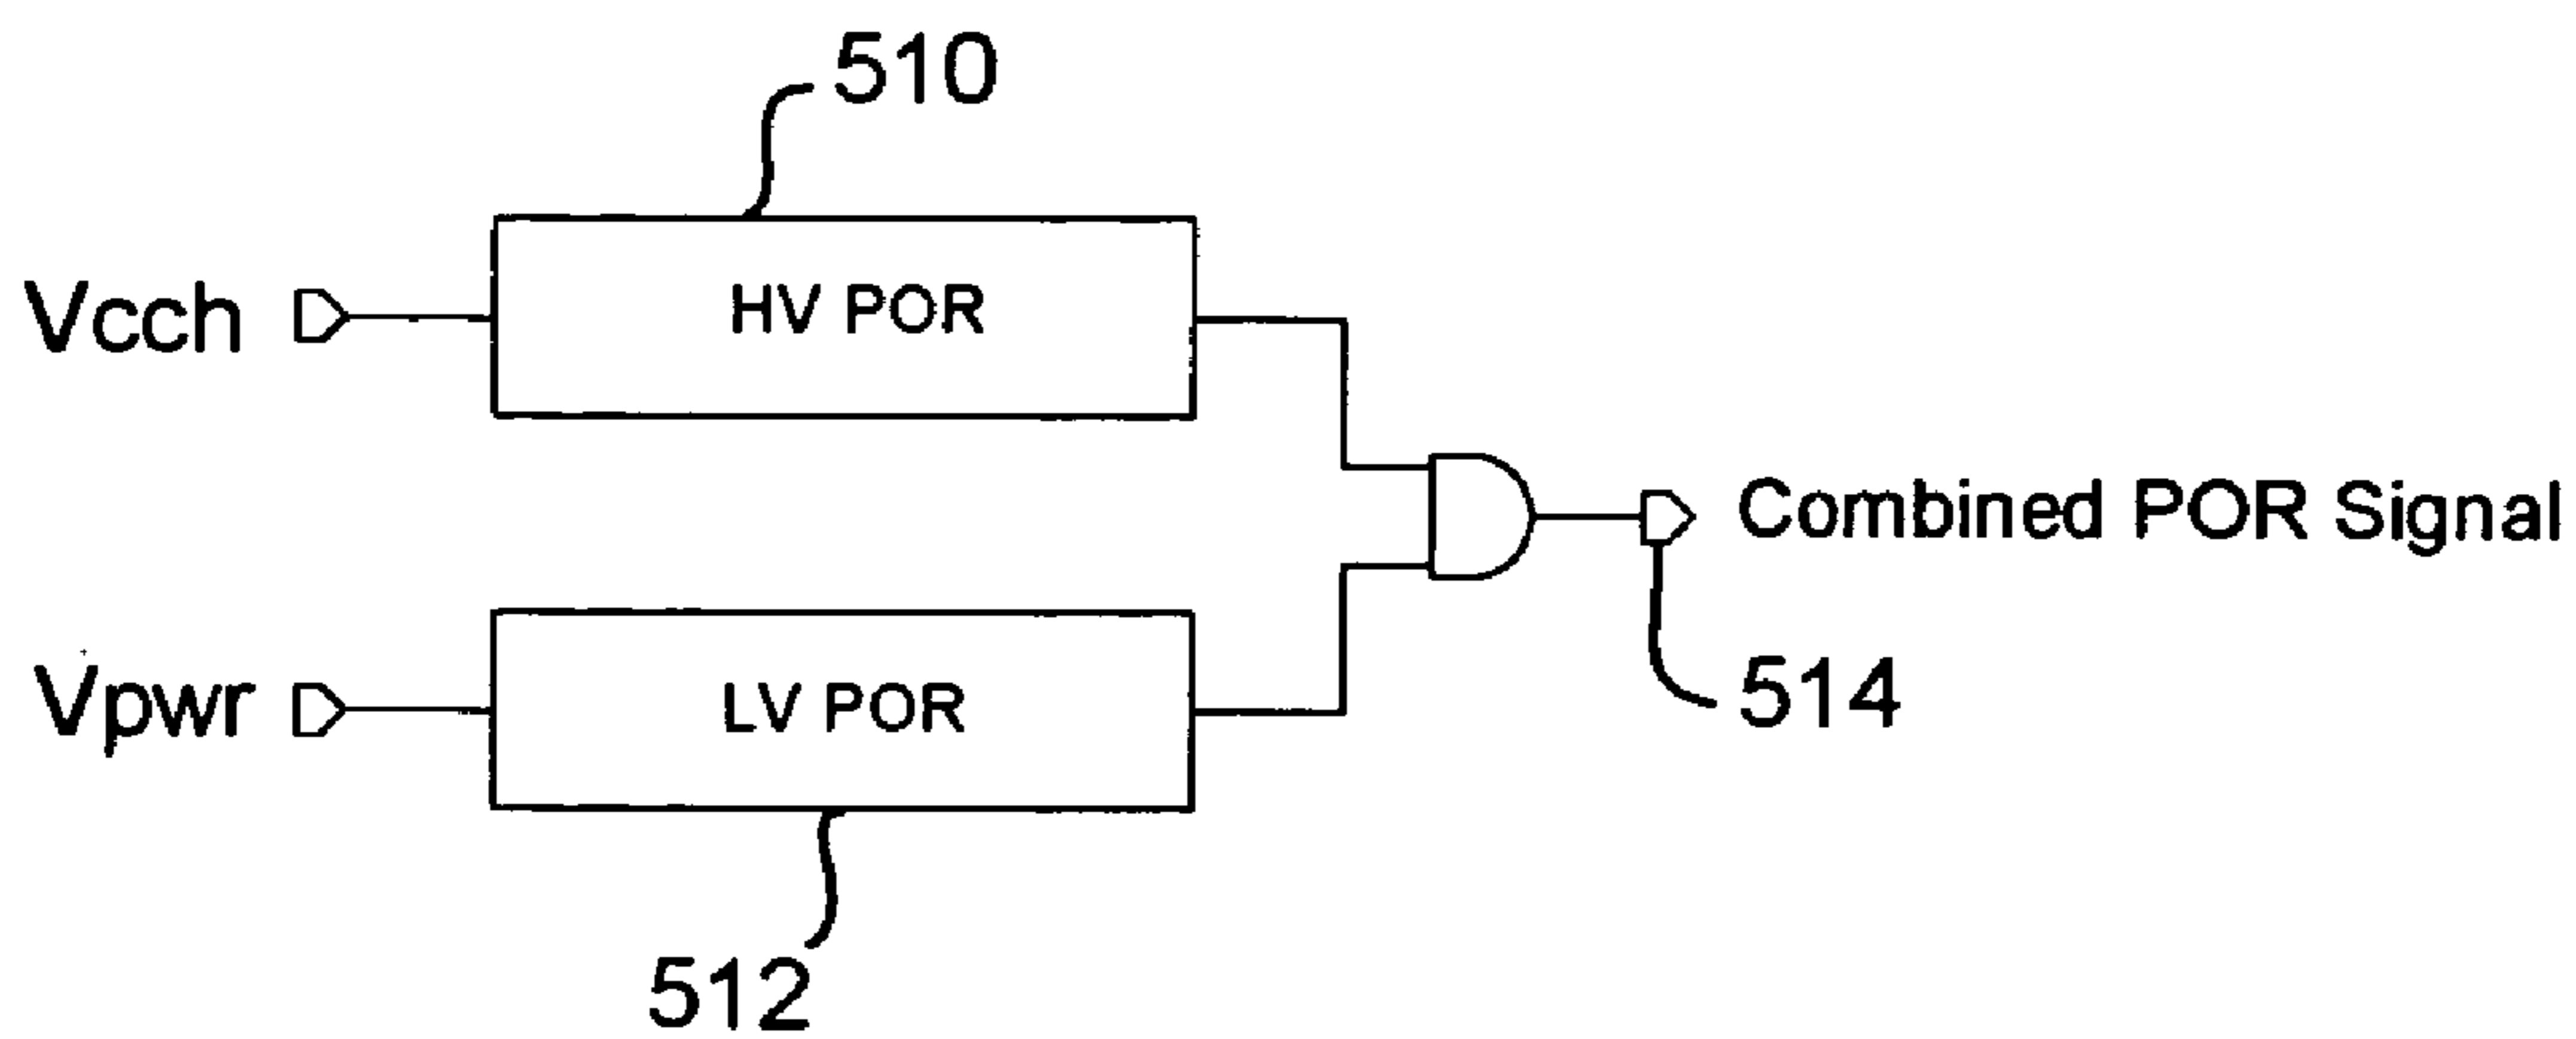 510
Vcch
HV POR
Combined POR Signal
Vpwr
LV POR
514
512